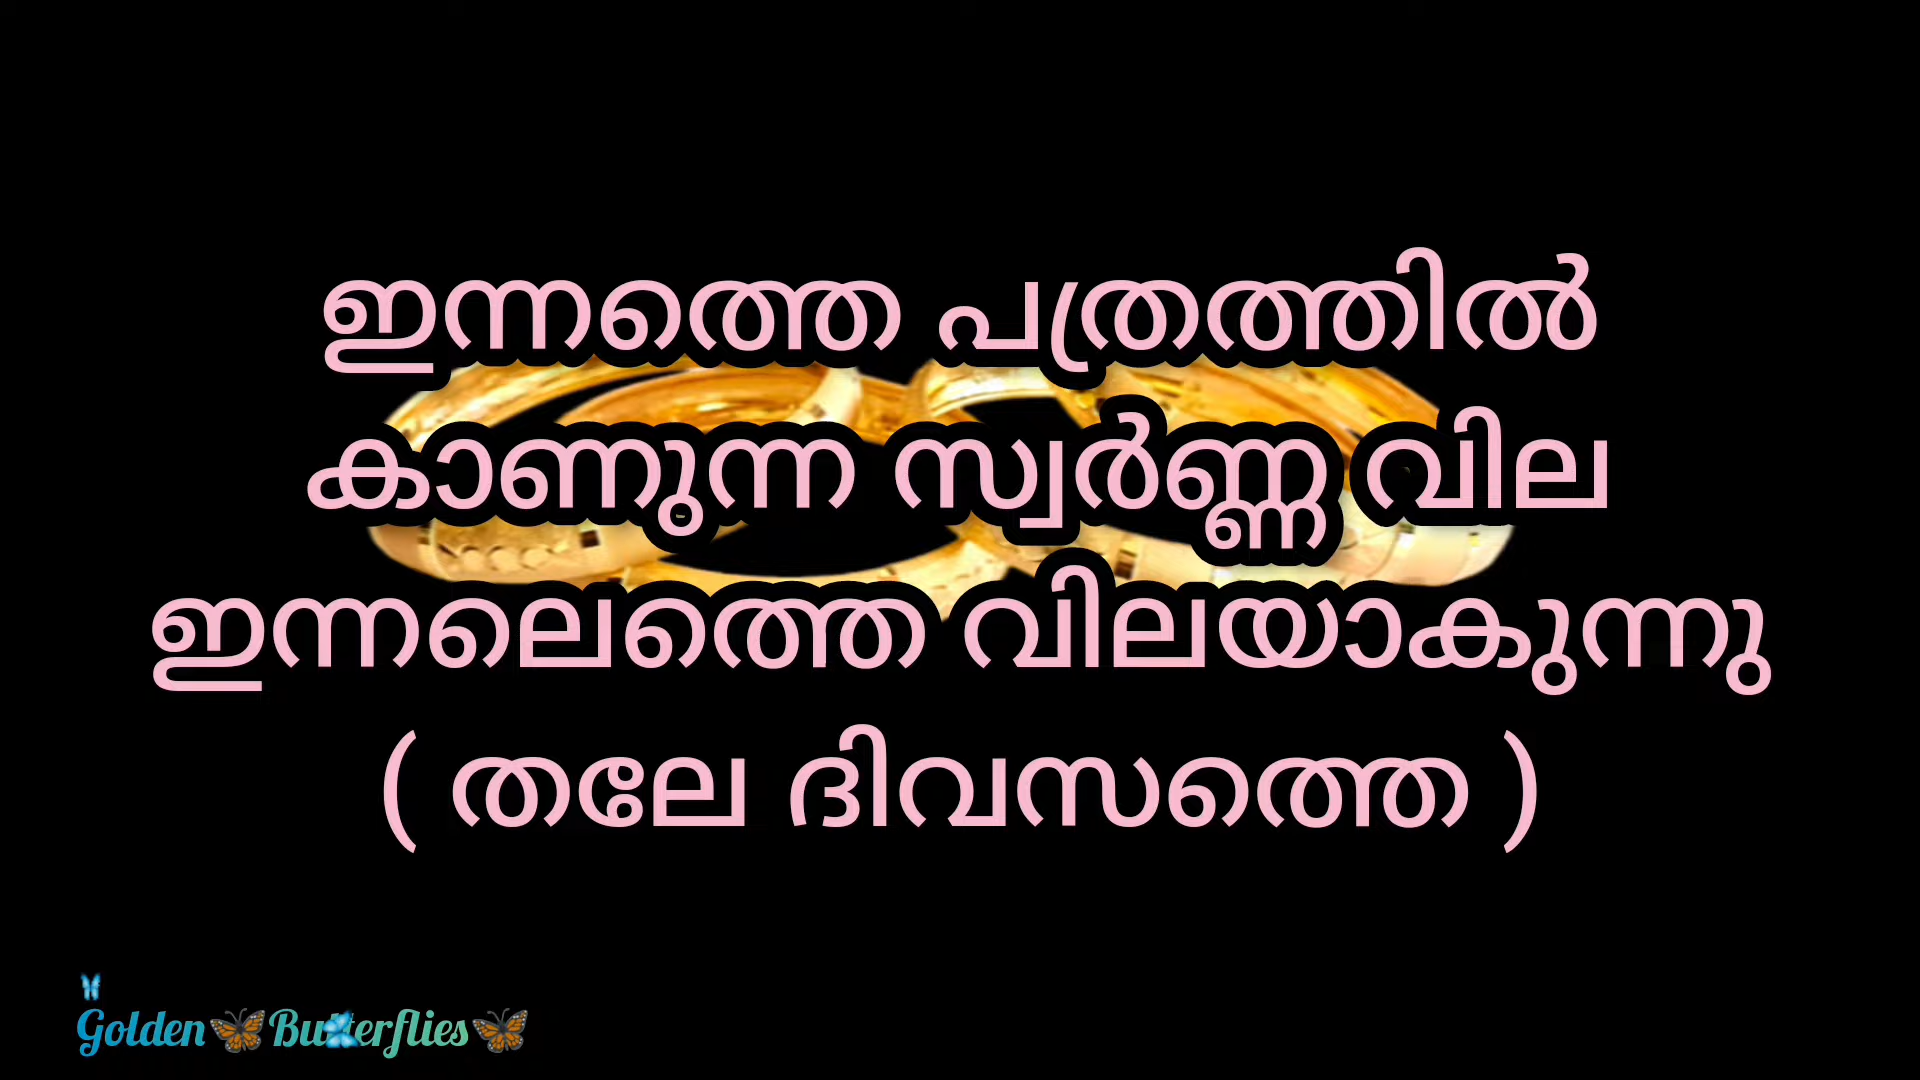 ഇന്നത്തെ പത്രത്തിൽ
കാണുന്ന സ്വർണ്ണ വില
ഇന്നലെത്തെ വിലയാകുന്നു
( തലേ ദിവസത്തെ )
Golden🦋Butterflies🦋